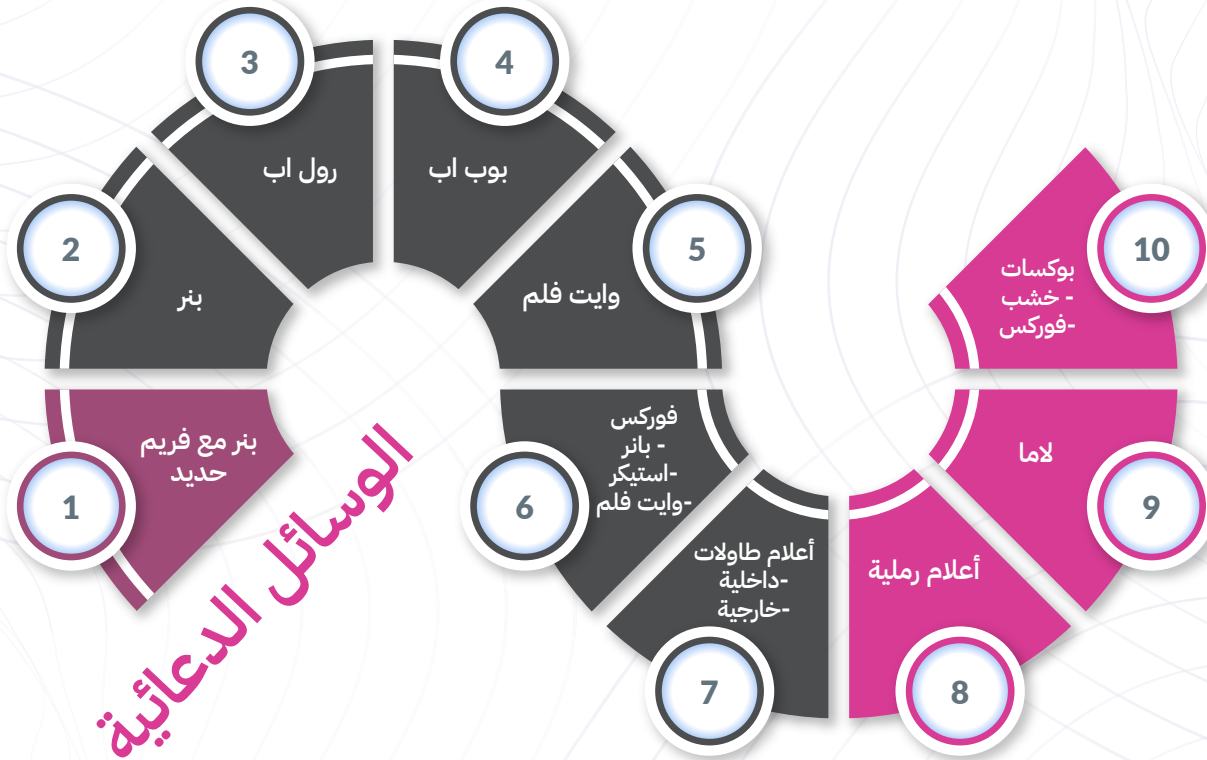 الوسائل الدعائية
1
بنر مع فريم
حديد
2
بنر
3
رول اب
4
بوب اب
5
وايت فلم
6
فوركس
- بانر
-استيكر
-وايت فلم
7
أعلام طاولات
-داخلية
-خارجية
8
أعلام رملية
9
لاما
10
بوكسات
- خشب
-فوركس